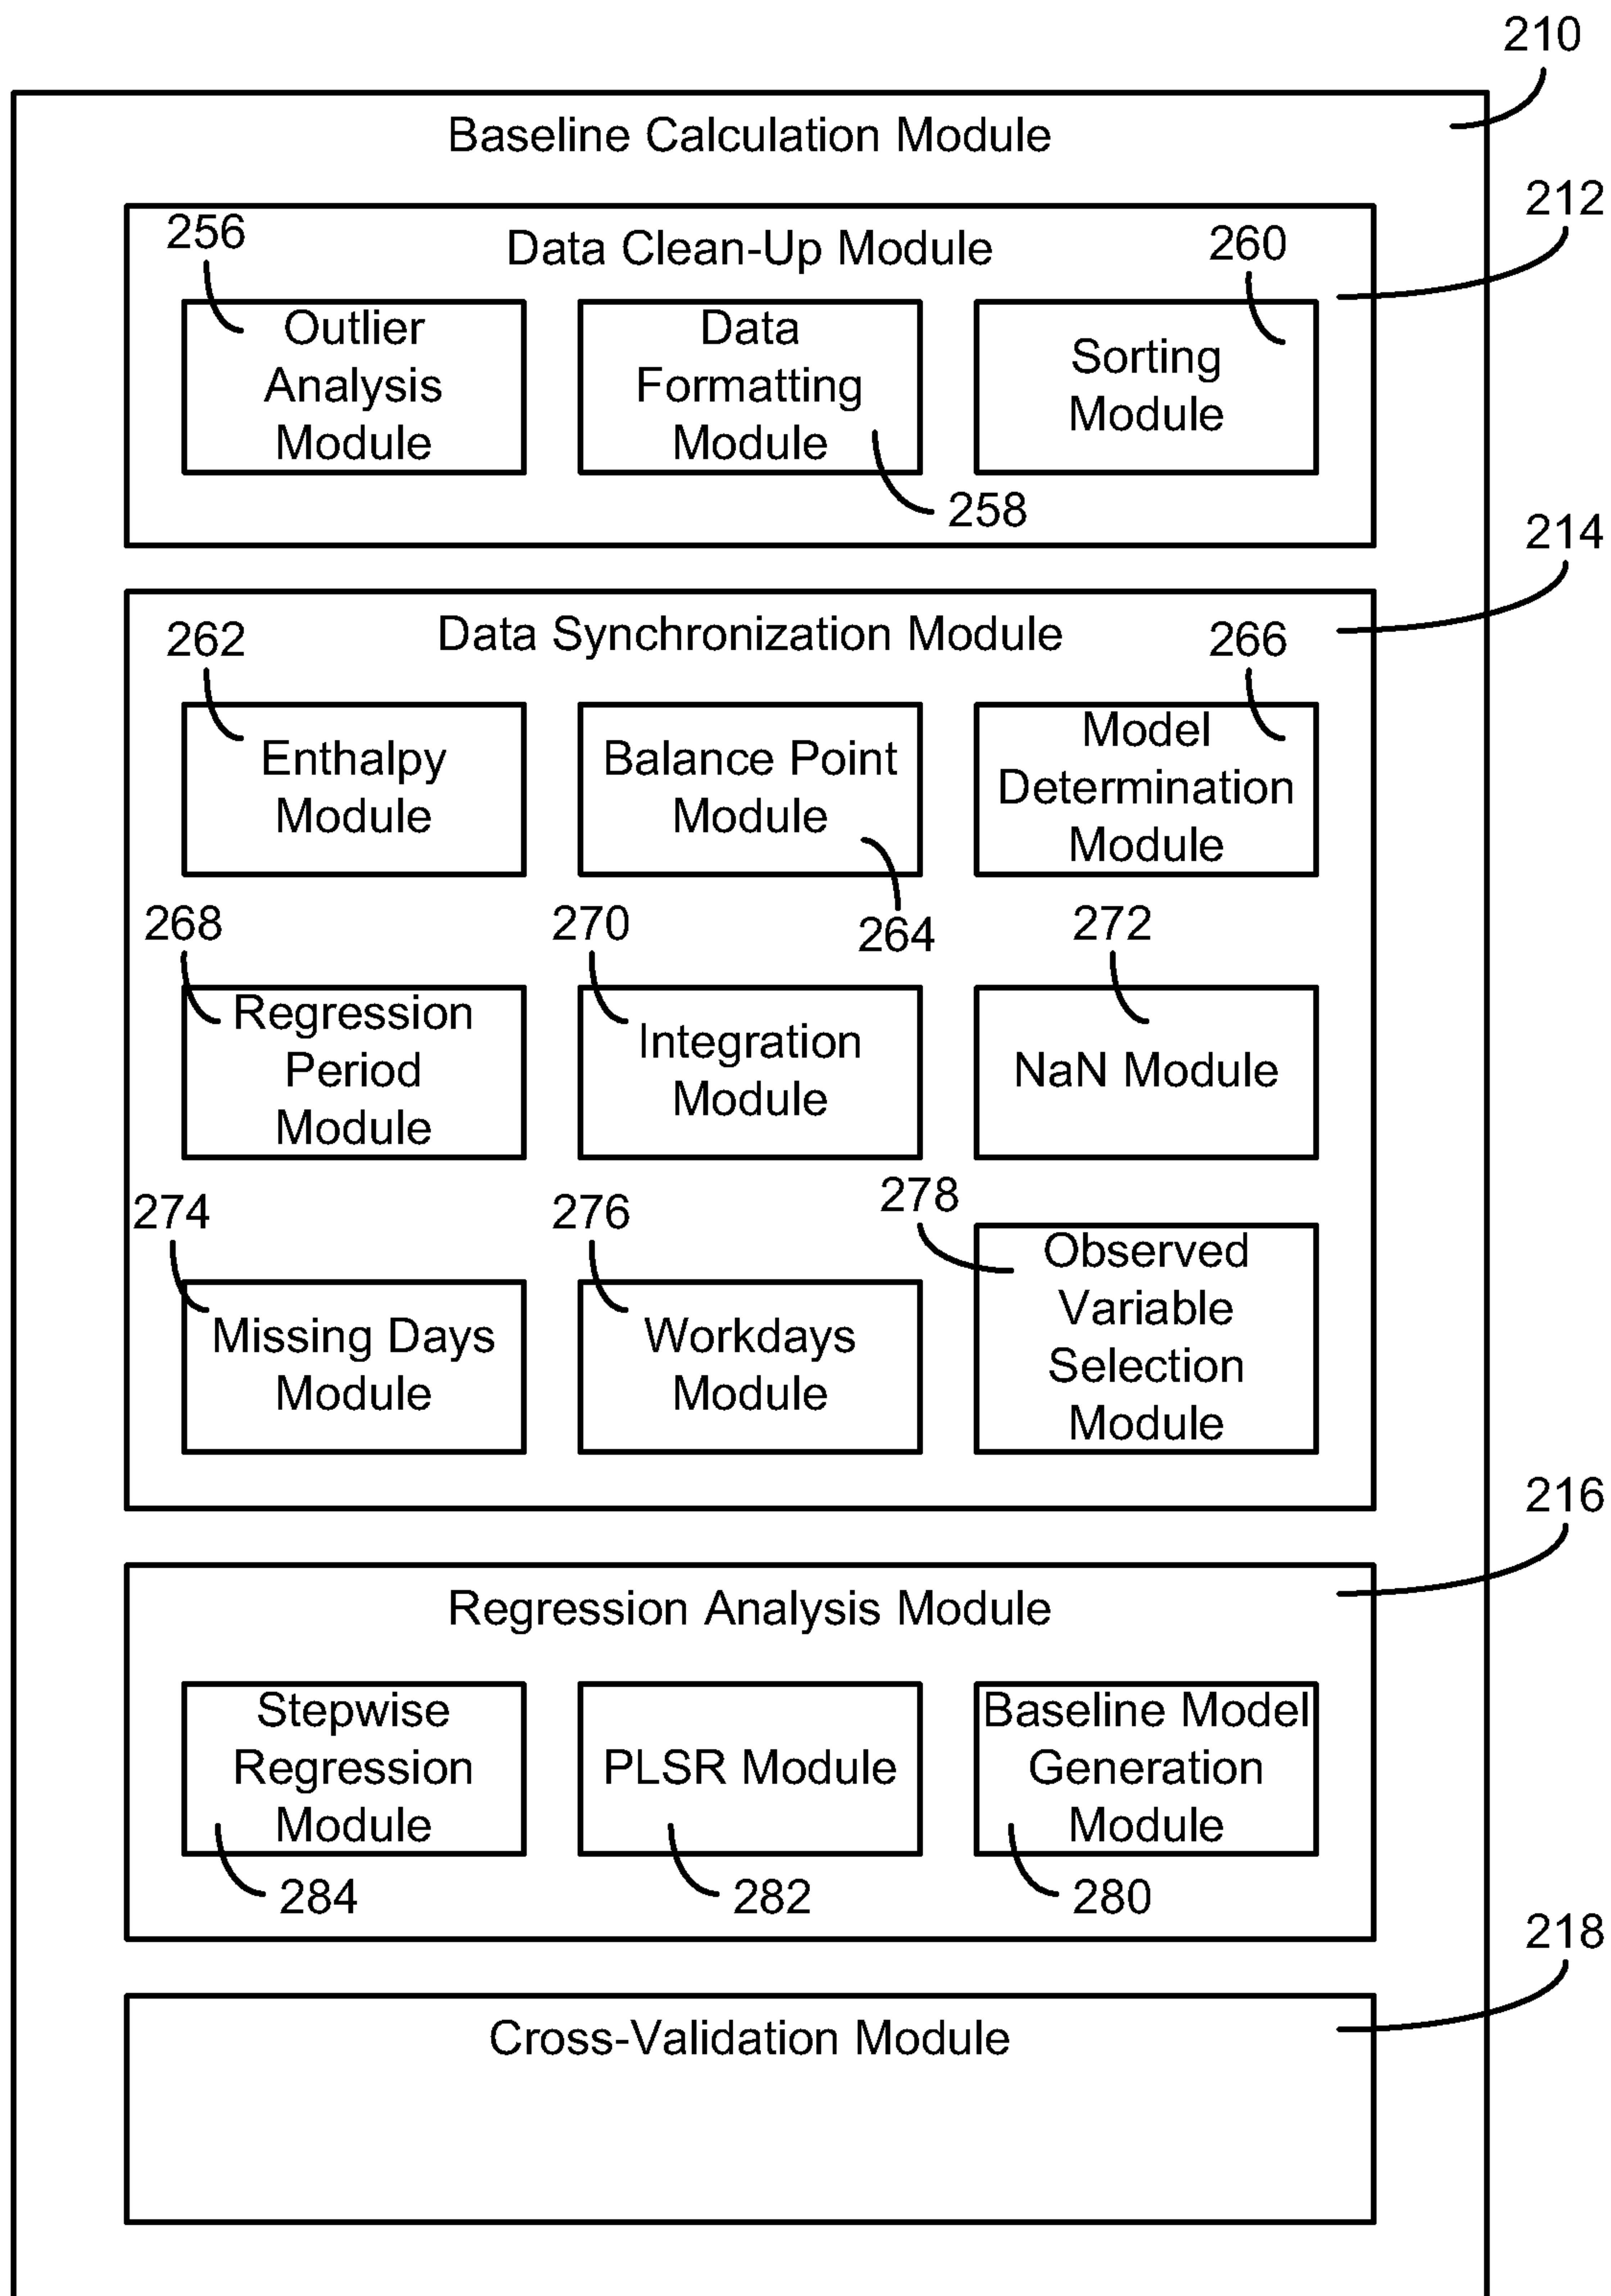 210
Baseline Calculation Module
212
256
Data Clean-Up Module
260
Outlier
Analysis
Module
Data
Formatting
Module
Sorting
Module
258
214
262
Data Synchronization Module
266
Enthalpy
Module
Balance Point
Module
Model
Determination
Module
264
268
270
272
Regression
Period
Module
Integration
Module
NaN Module
274
276
278
Missing Days
Module
Workdays
Module
Observed
Variable
Selection
Module
216
Regression Analysis Module
Stepwise
Regression
Module
PLSR Module
Baseline Model
Generation
Module
284
282
280
218
Cross-Validation Module